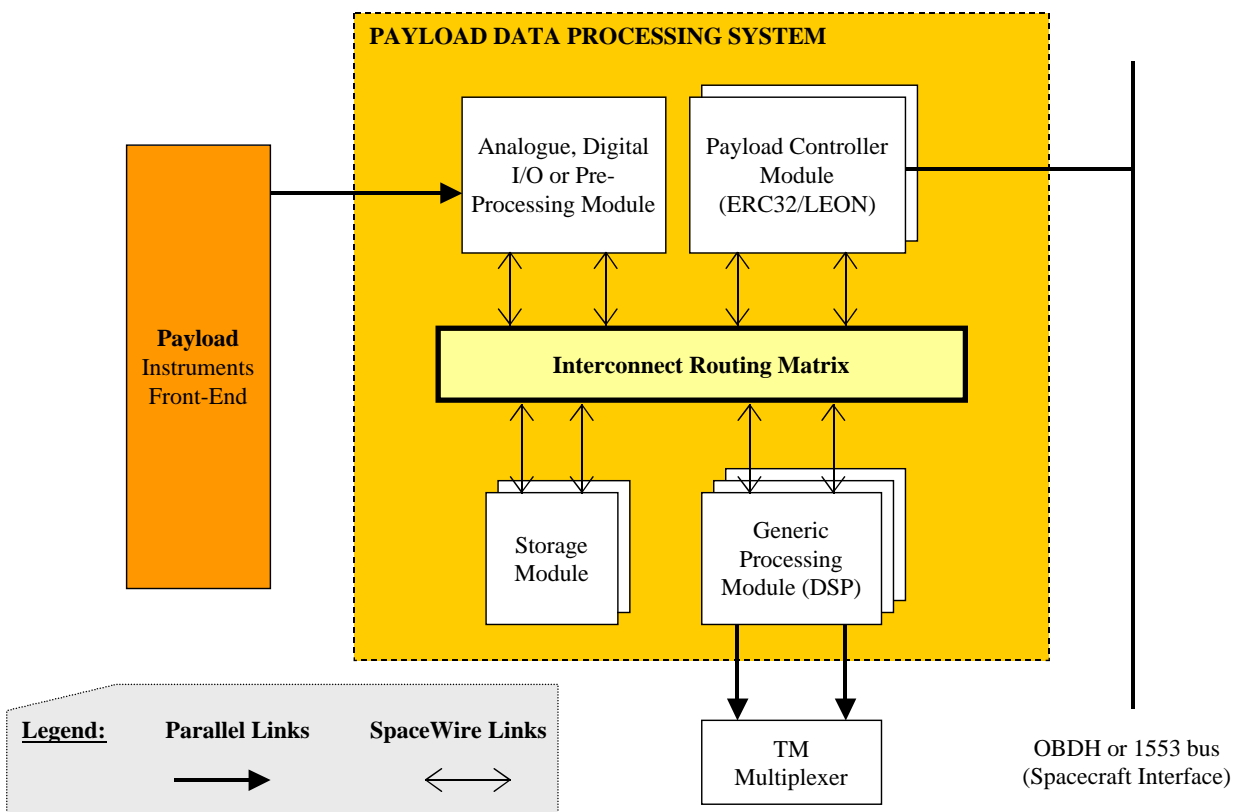 PAYLOAD DATA PROCESSING SYSTEM
Analogue, Digital
I/O or Pre-
Processing Module
Payload Controller
Module
(ERC32/LEON)
Payload
Instruments
Front-End
Interconnect Routing Matrix
Storage
Module
Generic
Processing
Module (DSP)
Legend:
Parallel Links
SpaceWire Links
TM
Multiplexer
OBDH or 1553 bus
(Spacecraft Interface)